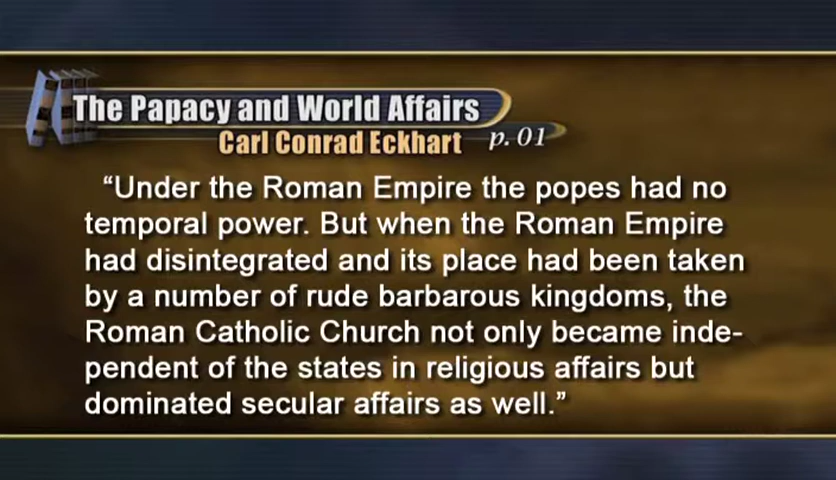 The Papacy and World Affairs
Carl Conrad Eckhart p. 01
“Under the Roman Empire the popes had no
temporal power. But when the Roman Empire
had disintegrated and its place had been taken
by a number of rude barbarous kingdoms, the
Roman Catholic Church not only became inde-
pendent of the states in religious affairs but
dominated secular affairs as well.”